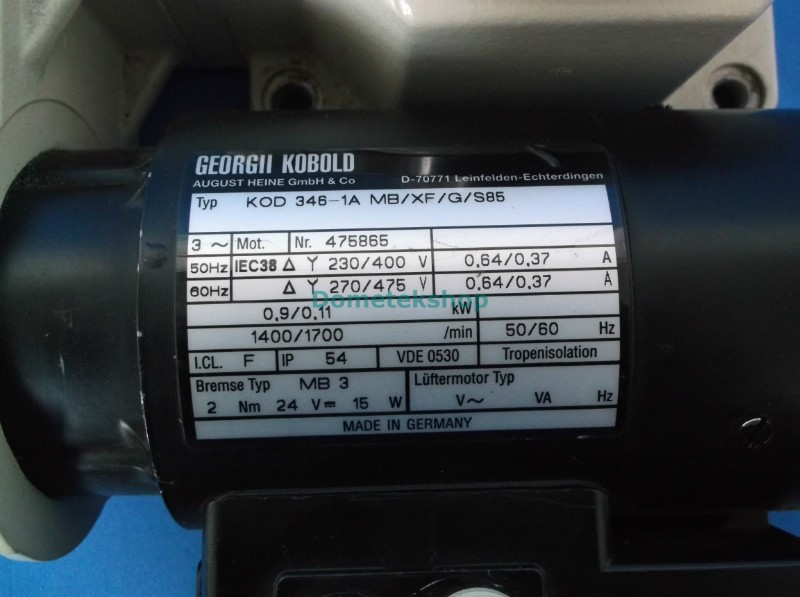 GEORGII KOBOLD
AUGUST HEINE GmbH & Co D-70771 Leinfelden-Echterdingen
Typ KOD 346-1A MB/XF/G/S85
3 ~ Mot. Nr. 475865
50Hz IEC38 Δ Y 230/400 V 0,64/0,37 A
60Hz Δ Y 270/475 V 0,64/0,37 A
Dometekshop
0,9/0,11 kW
1400/1700 /min 50/60 Hz
I.CL. F IP 54 VDE 0530 Tropenisolation
Bremse Typ MB 3 Lüftermotor Typ
2 Nm 24 V⎓ 15 W V~ VA Hz
MADE IN GERMANY